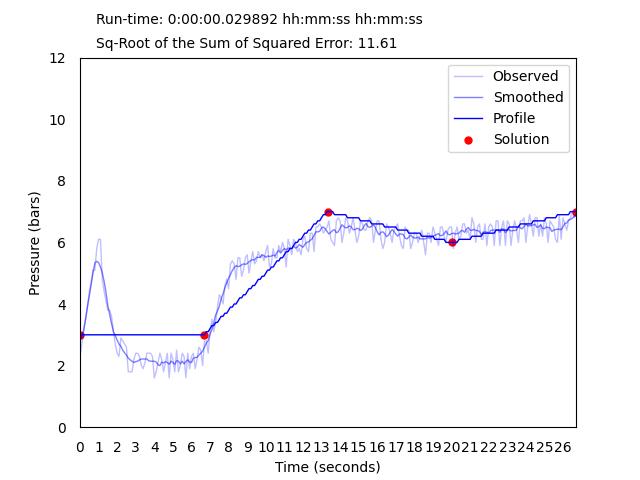 Run-time: 0:00:00.029892 hh:mm:ss hh:mm:ss
Sq-Root of the Sum of Squared Error: 11.61
12
10
8
6
4
2
0
Pressure (bars)
Observed
Smoothed
Profile
Solution
0 1 2 3 4 5 6 7 8 9 10 11 12 13 14 15 16 17 18 19 20 21 22 23 24 25 26
Time (seconds)